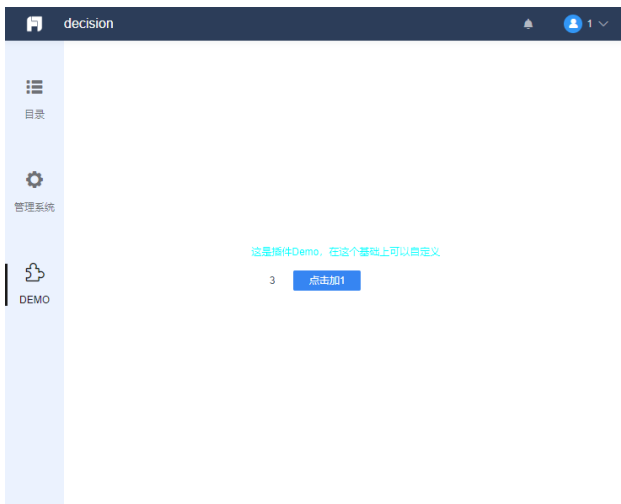 decision
1
目录
管理系统
DEMO
这是插件Demo，在这个基础上可以自定义
3 点击加1